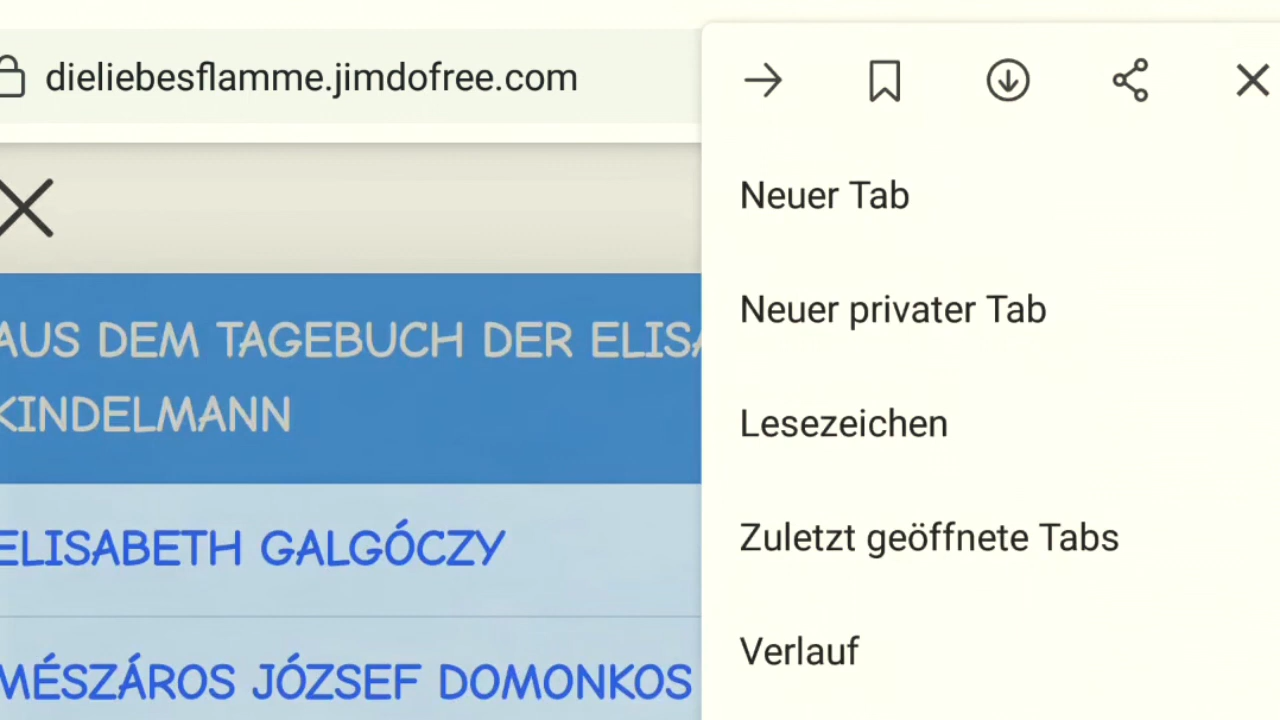 dieliebesflamme.jimdofree.com
Neuer Tab
Neuer privater Tab
Lesezeichen
Zuletzt geöffnete Tabs
Verlauf
AUS DEM TAGEBUCH DER ELISA
KINDELMANN
ELISABETH GALGÓCZY
MÉSZÁROS JÓZSEF DOMONKOS